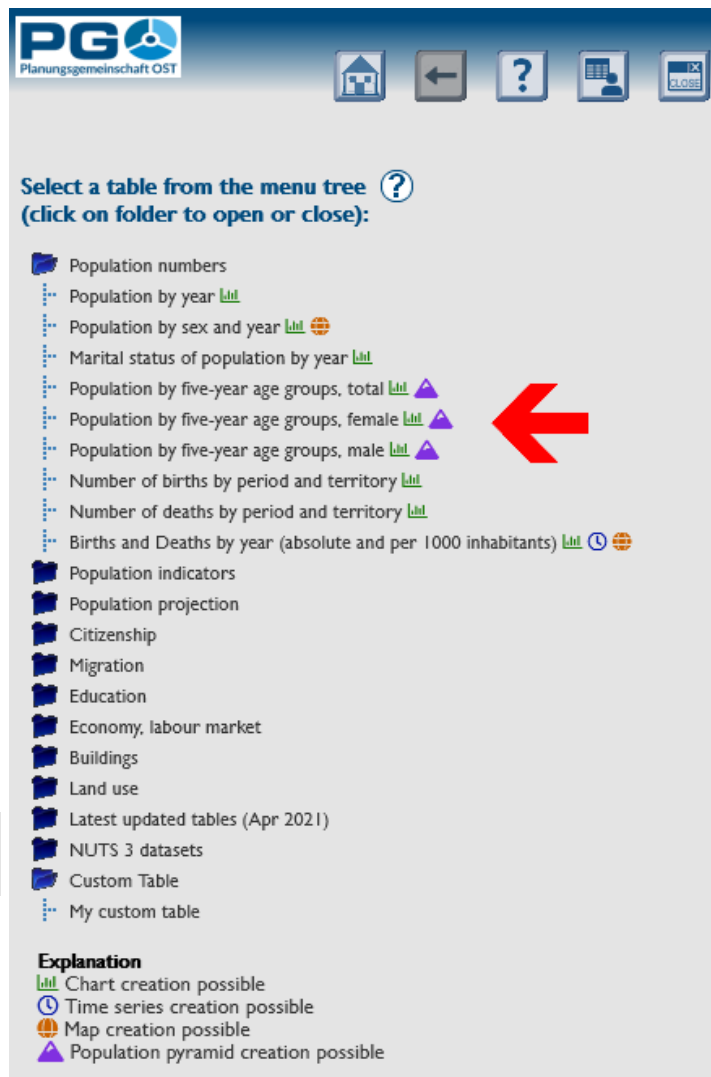 PGO
Planungsgemeinschaft OST
?
CLOSE
Select a table from the menu tree ?
(click on folder to open or close):
Population numbers
Population by year
Population by sex and year
Marital status of population by year
Population by five-year age groups, total
Population by five-year age groups, female
Population by five-year age groups, male
Number of births by period and territory
Number of deaths by period and territory
Births and Deaths by year (absolute and per 1000 inhabitants)
Population indicators
Population projection
Citizenship
Migration
Education
Economy, labour market
Buildings
Land use
Latest updated tables (Apr 2021)
NUTS 3 datasets
Custom Table
My custom table
Explanation
Chart creation possible
Time series creation possible
Map creation possible
Population pyramid creation possible